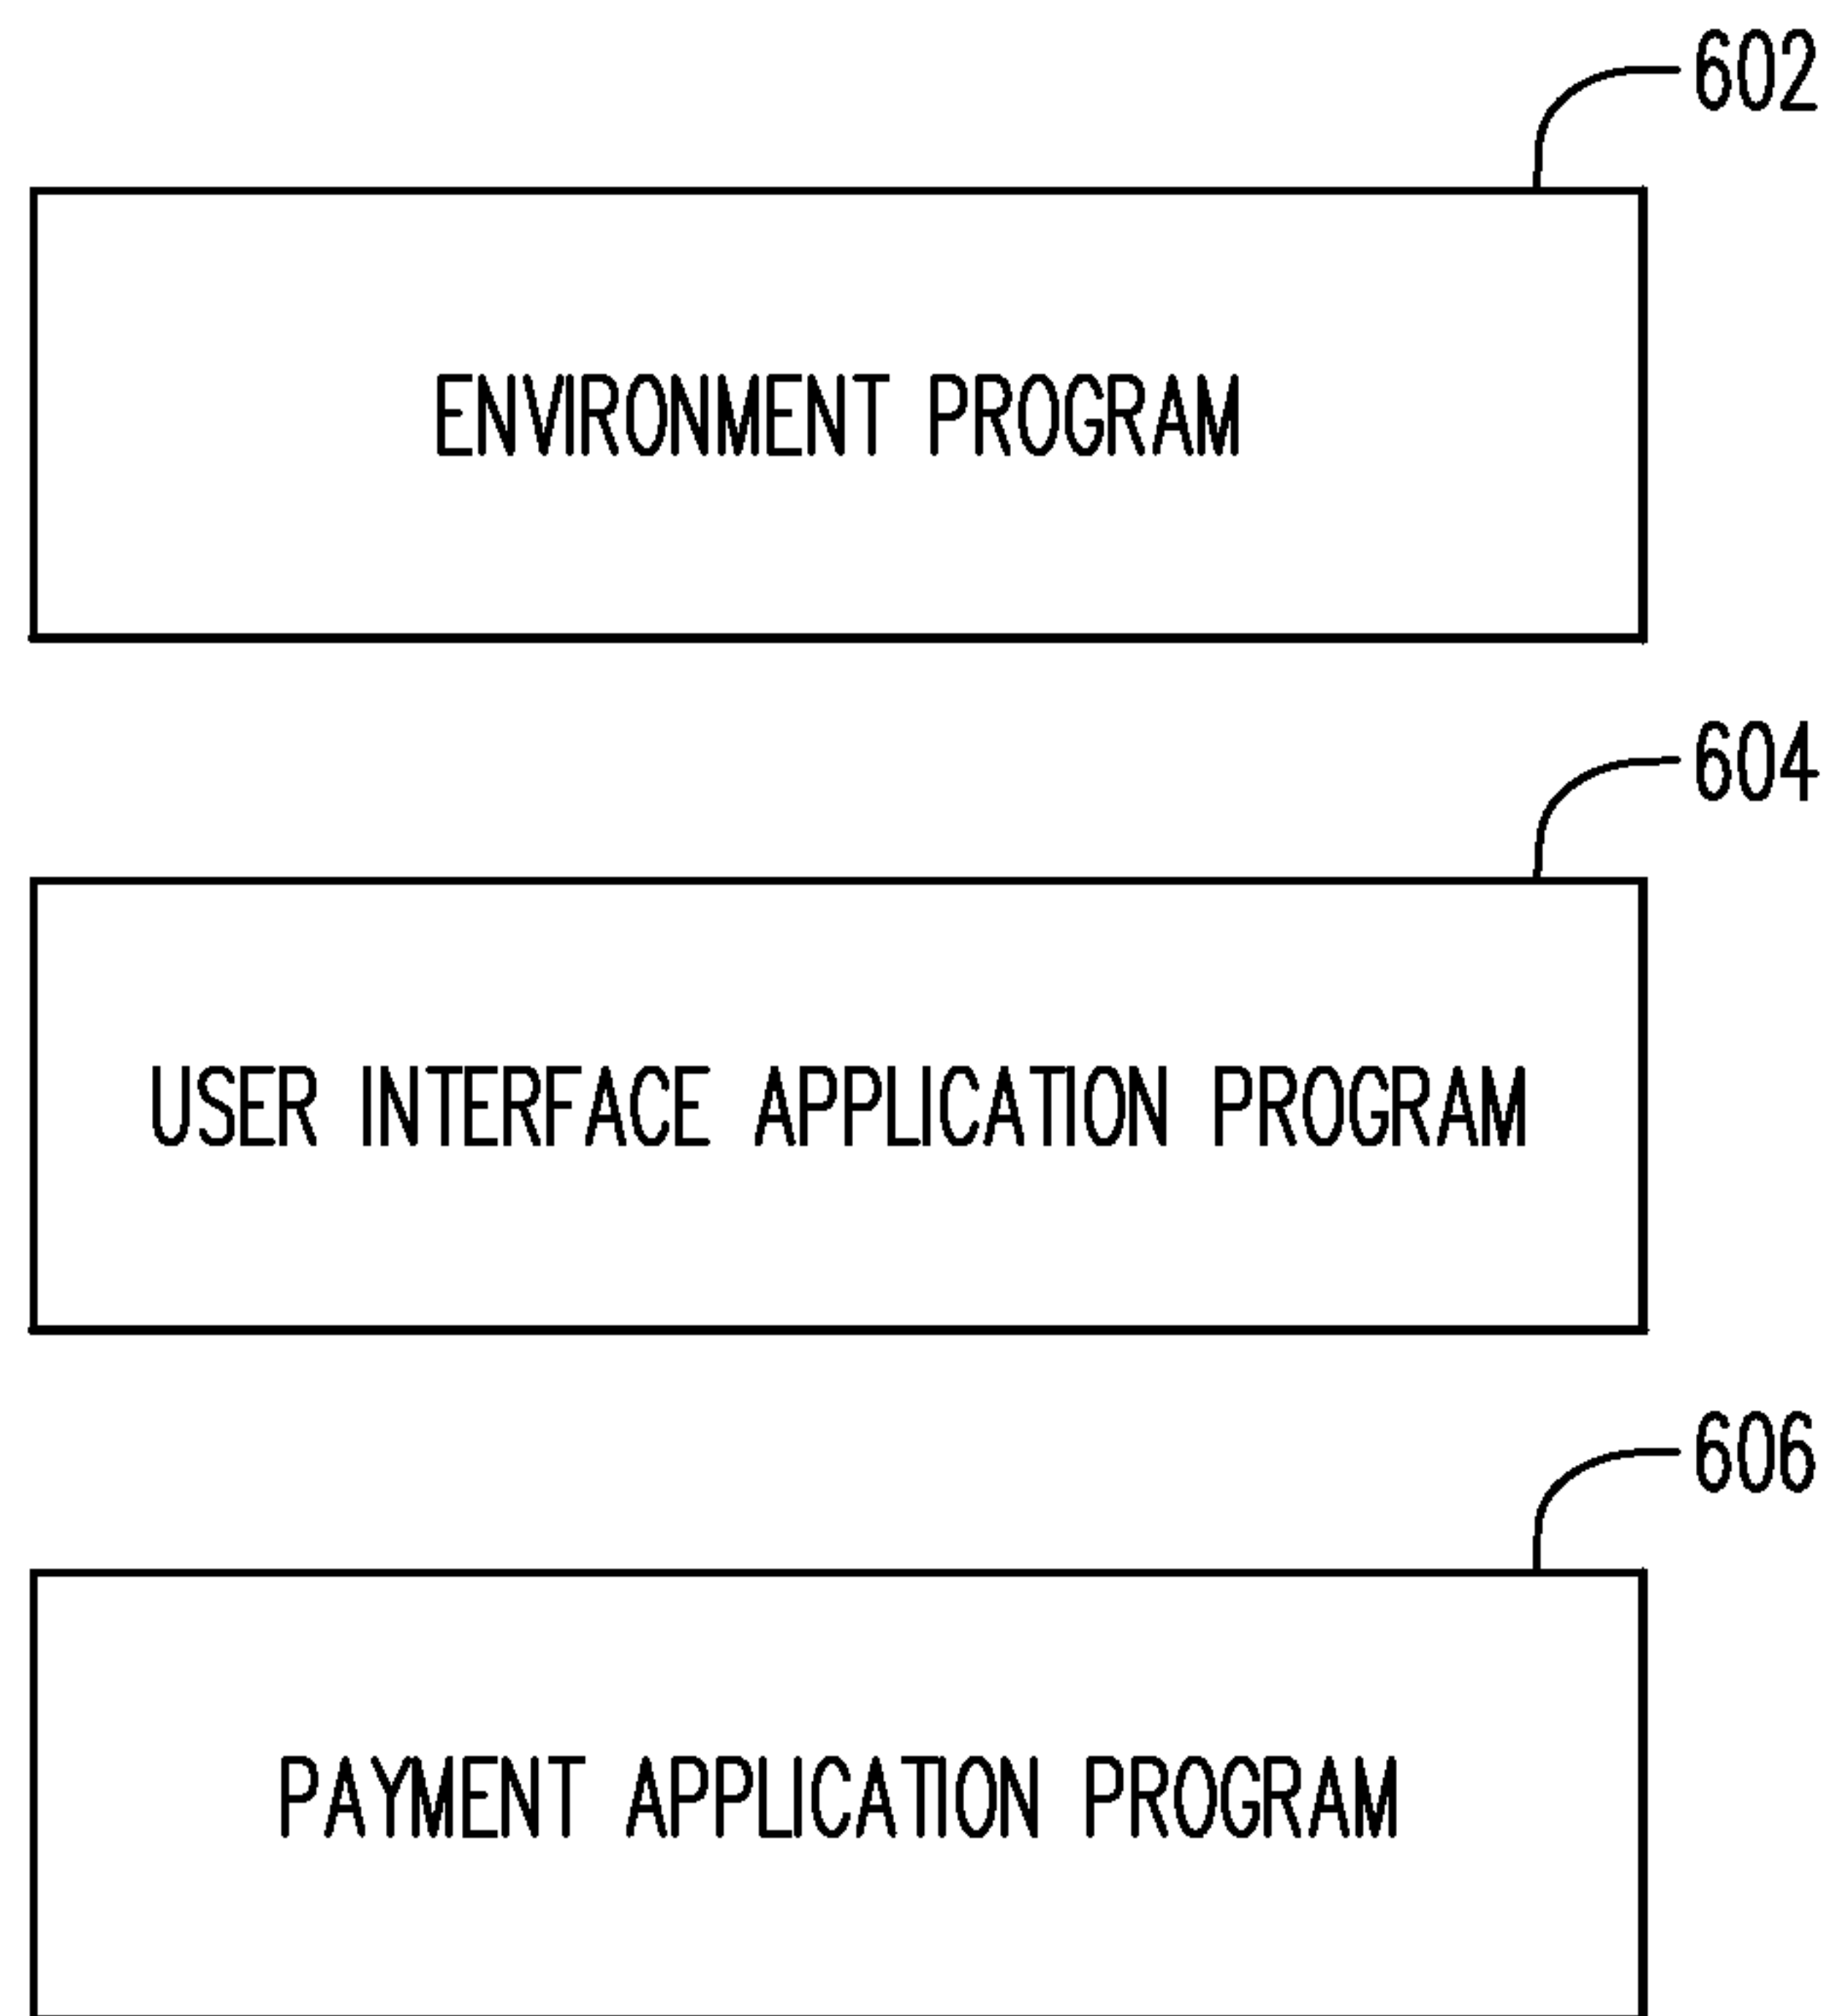 602
ENVIRONMENT PROGRAM
604
USER INTERFACE APPLICATION PROGRAM
606
PAYMENT APPLICATION PROGRAM